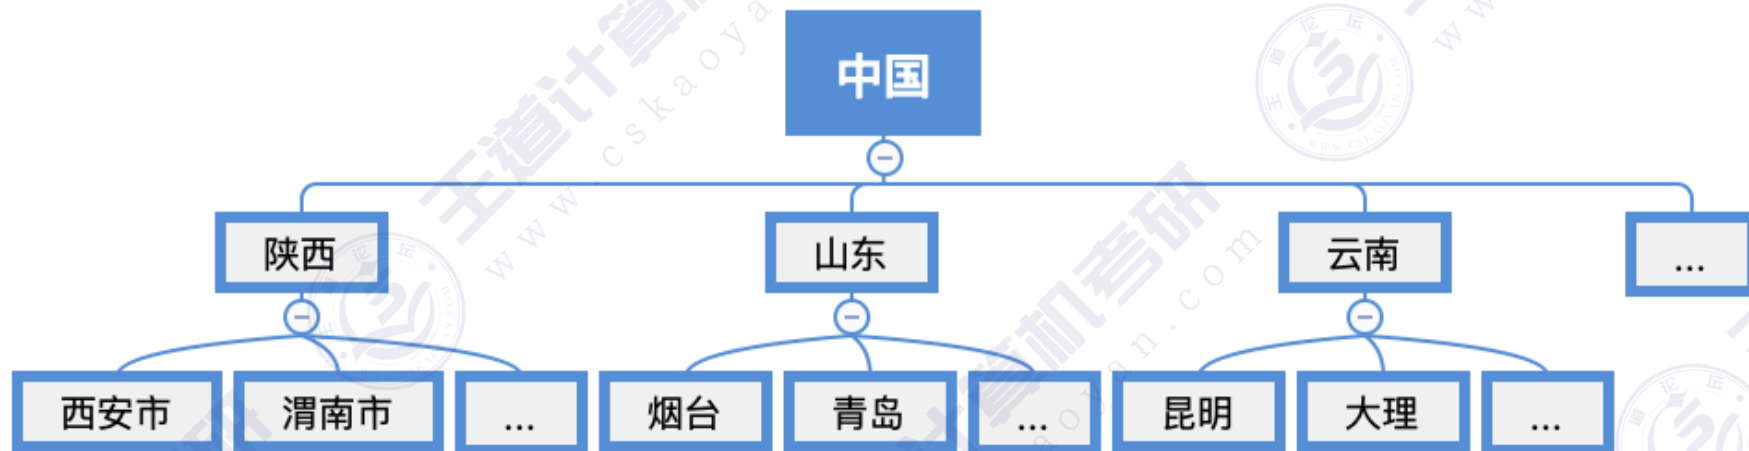 中国
陕西
山东
云南
...
西安市
渭南市
...
烟台
青岛
...
昆明
大理
...
王道计算机考研
www.cskaoyan.com